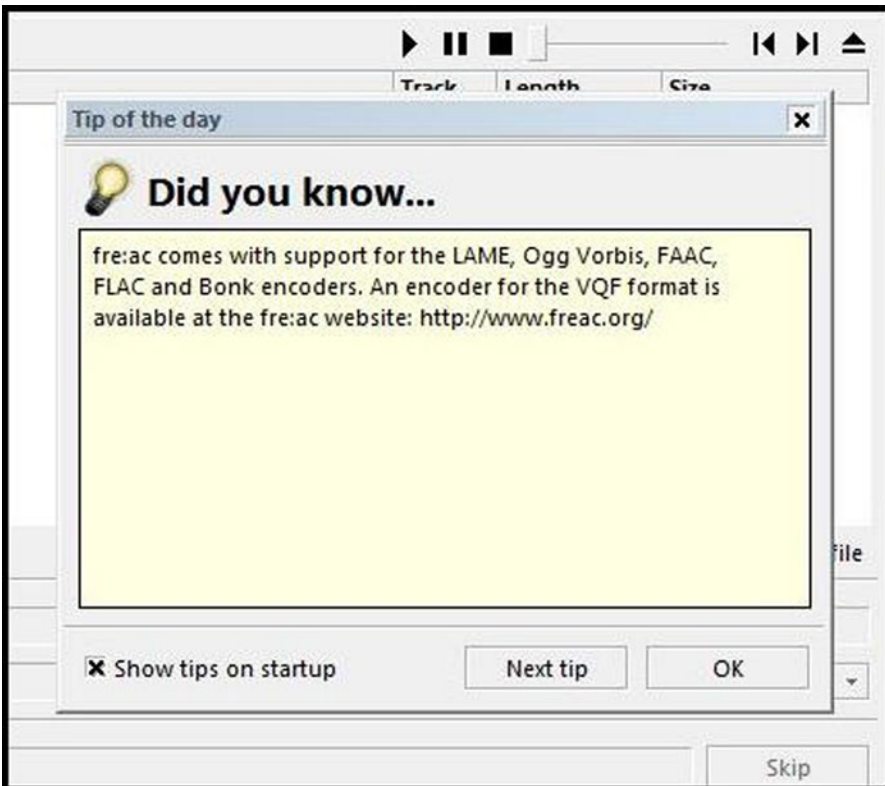 Track Length Size
Tip of the day
Did you know...
fre:ac comes with support for the LAME, Ogg Vorbis, FAAC,
FLAC and Bonk encoders. An encoder for the VQF format is
available at the fre:ac website: http://www.freac.org/
file
Show tips on startup Next tip OK
Skip